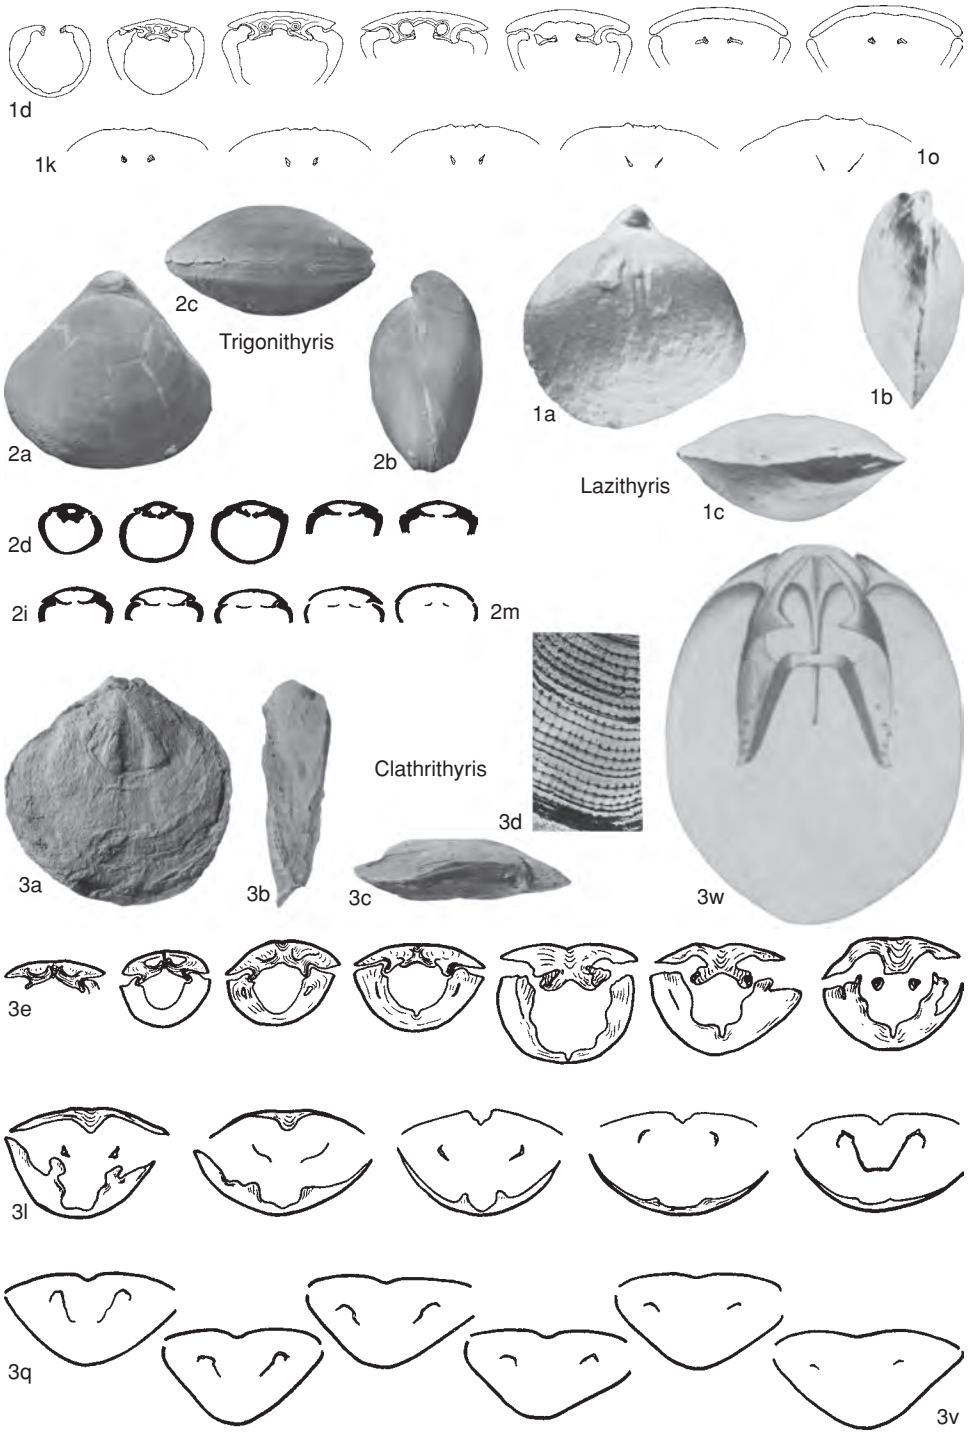 1d
1k
1o
2c
Trigonithyris
2a
2b
1a
1b
Lazithyris
1c
2d
2i
2m
3d
Clathrithyris
3a
3b
3c
3w
3e
3l
3q
3v